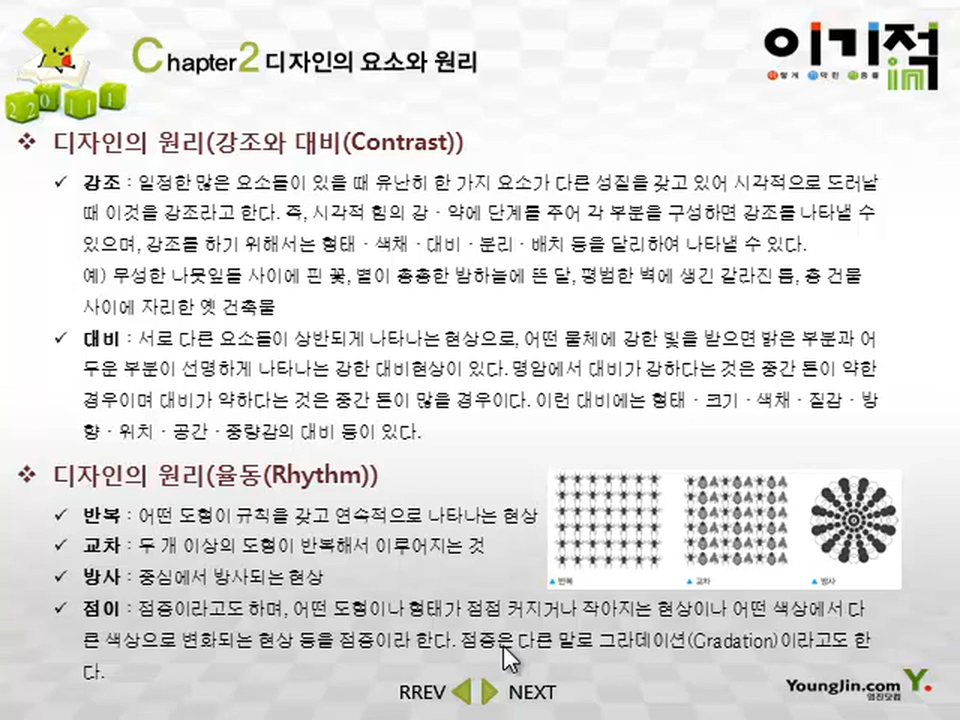 Chapter2 디자인의 요소와 원리
이기적in
이렇게 기막힌 적중률
2011
❖ 디자인의 원리(강조와 대비(Contrast))
✓ 강조 : 일정한 많은 요소들이 있을 때 유난히 한 가지 요소가 다른 성질을 갖고 있어 시각적으로 도러날
때 이것을 강조라고 한다. 즉, 시각적 힘의 강 · 약에 단계를 주어 각 부분을 구성하면 강조를 나타낼 수
있으며, 강조를 하기 위해서는 형태 · 색채 · 대비 · 분리 · 배치 등을 달리하여 나타낼 수 있다.
예) 무성한 나뭇잎들 사이에 핀 꽃, 별이 총총한 밤하늘에 뜬 달, 평범한 벽에 생긴 갈라진 틈, 층 건물
사이에 자리한 옛 건축물
✓ 대비 : 서로 다른 요소들이 상반되게 나타나는 현상으로, 어떤 물체에 강한 빛을 받으면 밝은 부분과 어
두운 부분이 선명하게 나타나는 강한 대비현상이 있다. 명암에서 대비가 강하다는 것은 중간 톤이 약한
경우이며 대비가 약하다는 것은 중간 톤이 많을 경우이다. 이런 대비에는 형태 · 크기 · 색채 · 질감 · 방
향 · 위치 · 공간 · 중량감의 대비 등이 있다.
❖ 디자인의 원리(율동(Rhythm))
✓ 반복 : 어떤 도형이 규칙을 갖고 연속적으로 나타나는 현상
✓ 교차 : 두 개 이상의 도형이 반복해서 이루어지는 것
✓ 방사 : 중심에서 방사되는 현상
▲ 반복 ▲ 교차 ▲ 방사
✓ 점이 : 점증이라고도 하며, 어떤 도형이나 형태가 점점 커지거나 작아지는 현상이나 어떤 색상에서 다
른 색상으로 변화되는 현상 등을 점증이라 한다. 점증은 다른 말로 그라데이션(Gradation)이라고도 한
다.
RREV NEXT
YoungJin.com Y.
영진닷컴